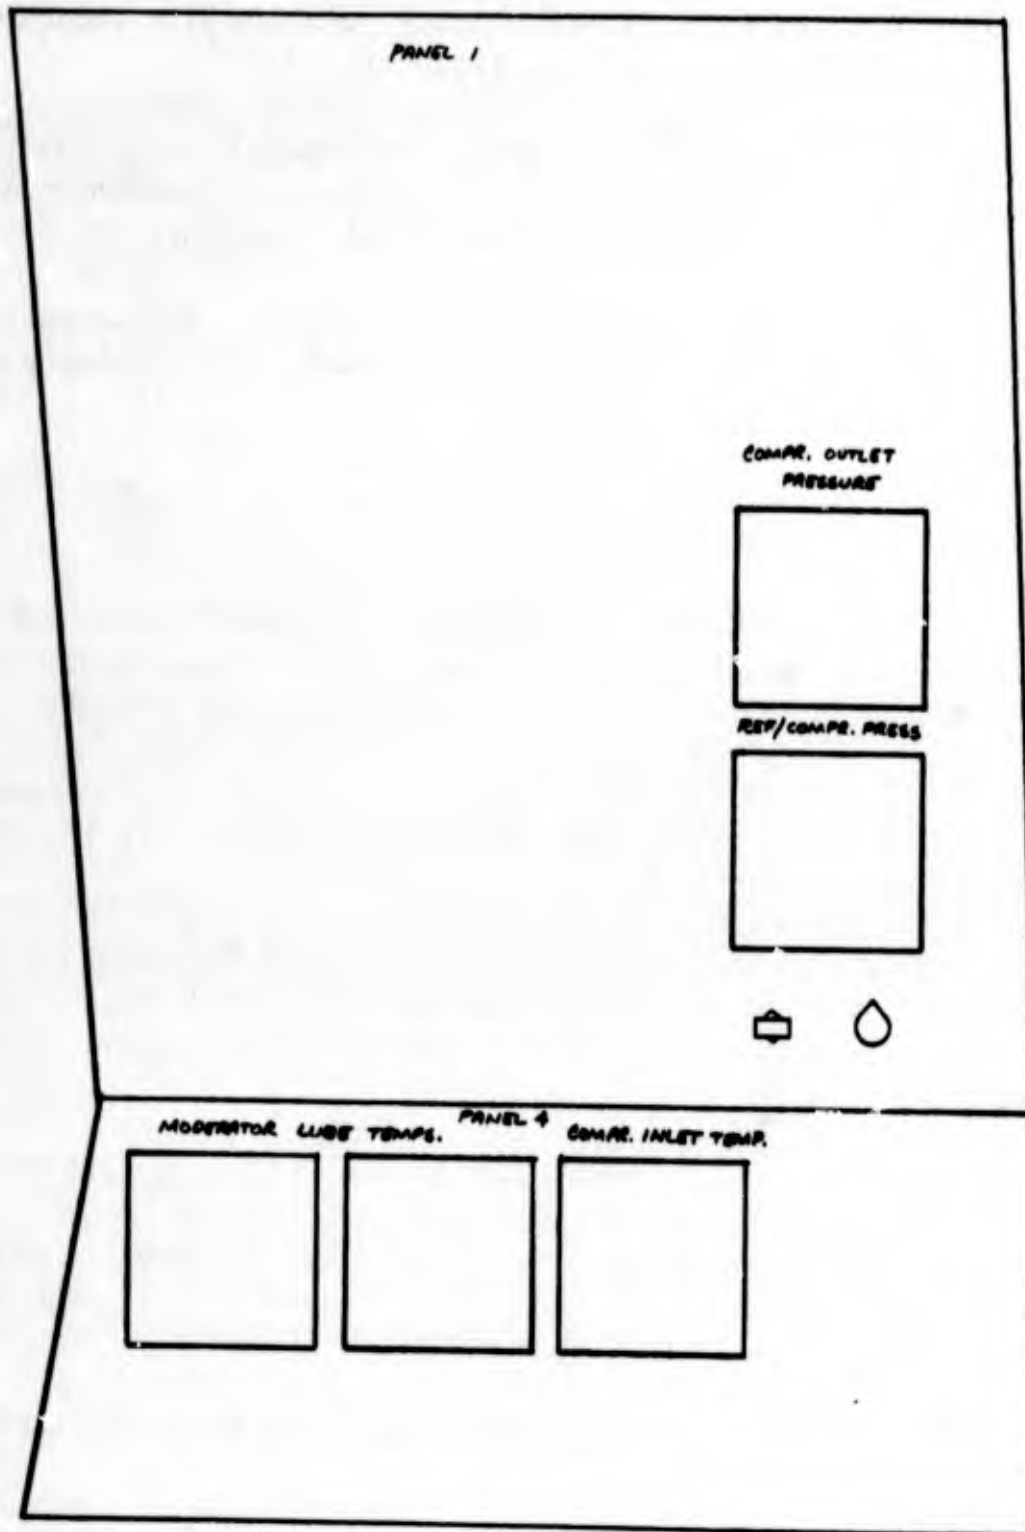 PANEL 1
COMPR. OUTLET
PRESSURE
REF/COMPR. PRESS
PANEL 4
MODERATOR LUBE TEMPS.
COMPR. INLET TEMP.